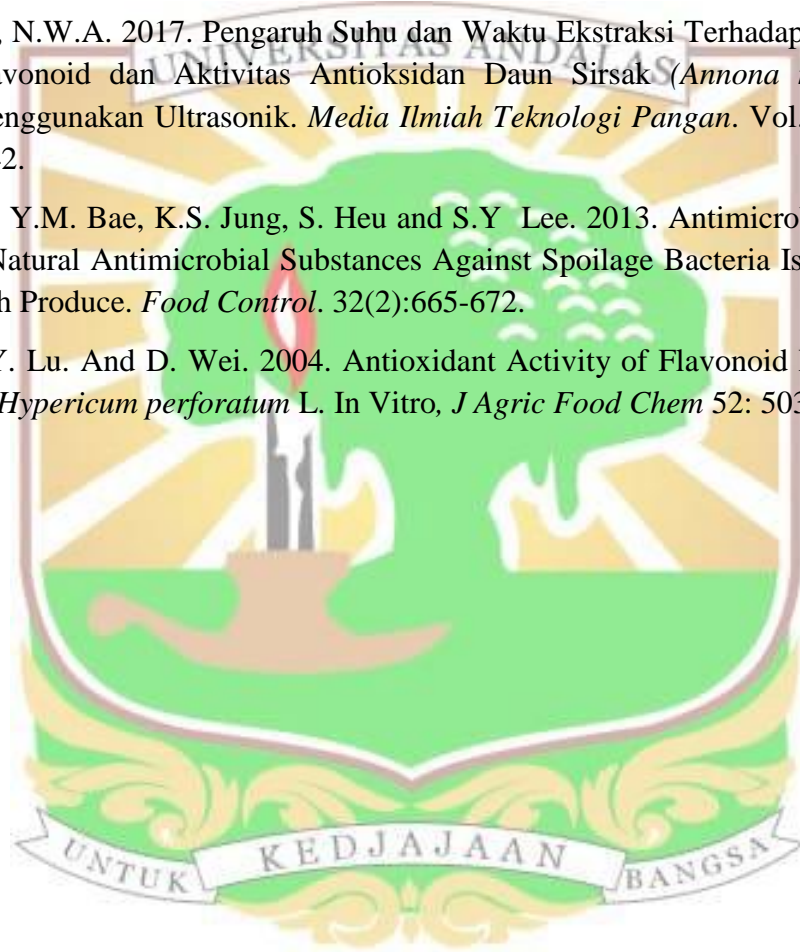 , N.W.A. 2017. Pengaruh Suhu dan Waktu Ekstraksi Terhadap
UNIVERSITAS ANDALAS
avonoid dan Aktivitas Antioksidan Daun Sirsak (Annona
enggunakan Ultrasonik. Media Ilmiah Teknologi Pangan. Vol.
2.
Y.M. Bae, K.S. Jung, S. Heu and S.Y Lee. 2013. Antimicrob
Natural Antimicrobial Substances Against Spoilage Bacteria Is
h Produce. Food Control. 32(2):665-672.
Y. Lu. And D. Wei. 2004. Antioxidant Activity of Flavonoid
Hypericum perforatum L. In Vitro, J Agric Food Chem 52: 503
UNTUK KEDJAJAAN BANGSA